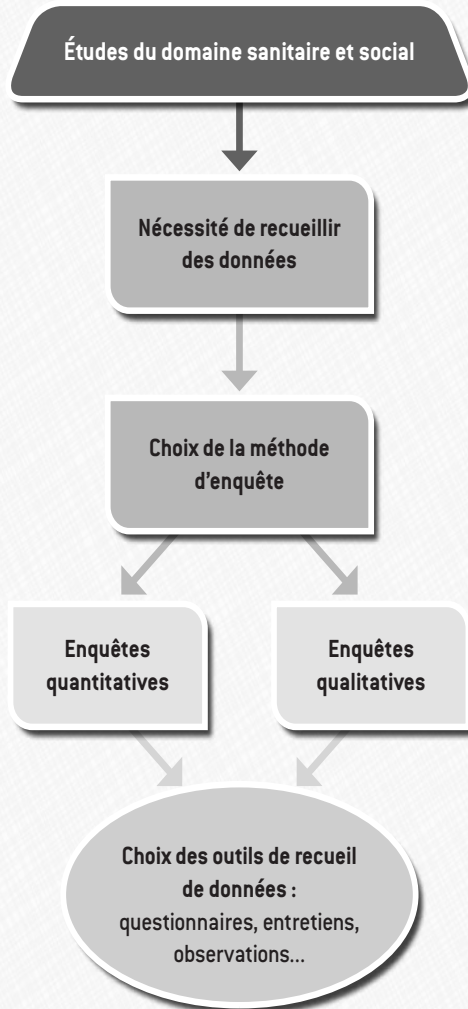 Études du domaine sanitaire et social
Nécessité de recueillir
des données
Choix de la méthode
d'enquête
Enquêtes
quantitatives
Enquêtes
qualitatives
Choix des outils de recueil
de données :
questionnaires, entretiens,
observations...